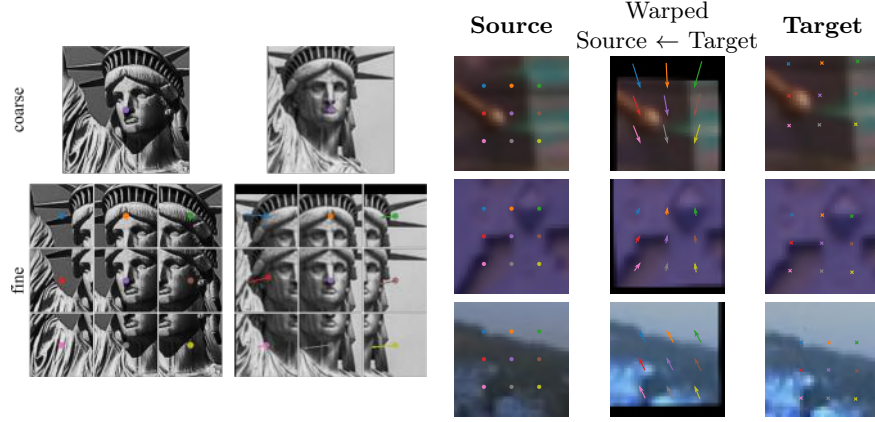 coarse
fine
Source
Warped
Source ← Target
Target